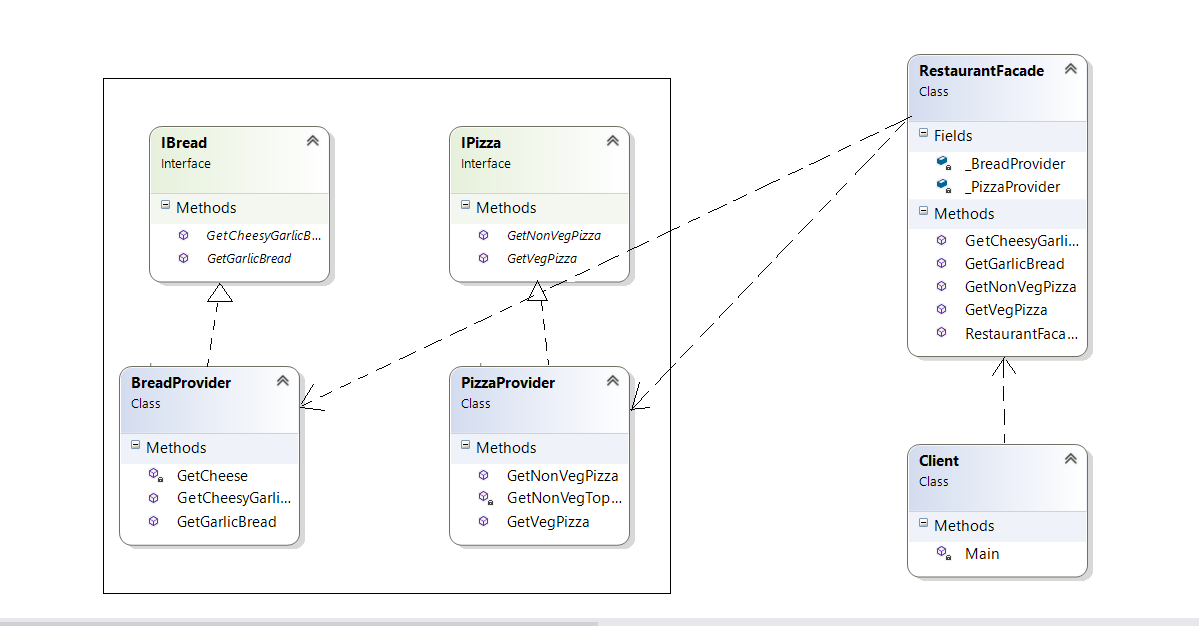 IBread
Interface
Methods
GetCheesyGarlicB...
GetGarlicBread
IPizza
Interface
Methods
GetNonVegPizza
GetVegPizza
RestaurantFacade
Class
Fields
_BreadProvider
_PizzaProvider
Methods
GetCheesyGarli...
GetGarlicBread
GetNonVegPizza
GetVegPizza
RestaurantFaca...
BreadProvider
Class
Methods
GetCheese
GetCheesyGarli...
GetGarlicBread
PizzaProvider
Class
Methods
GetNonVegPizza
GetNonVegTop...
GetVegPizza
Client
Class
Methods
Main